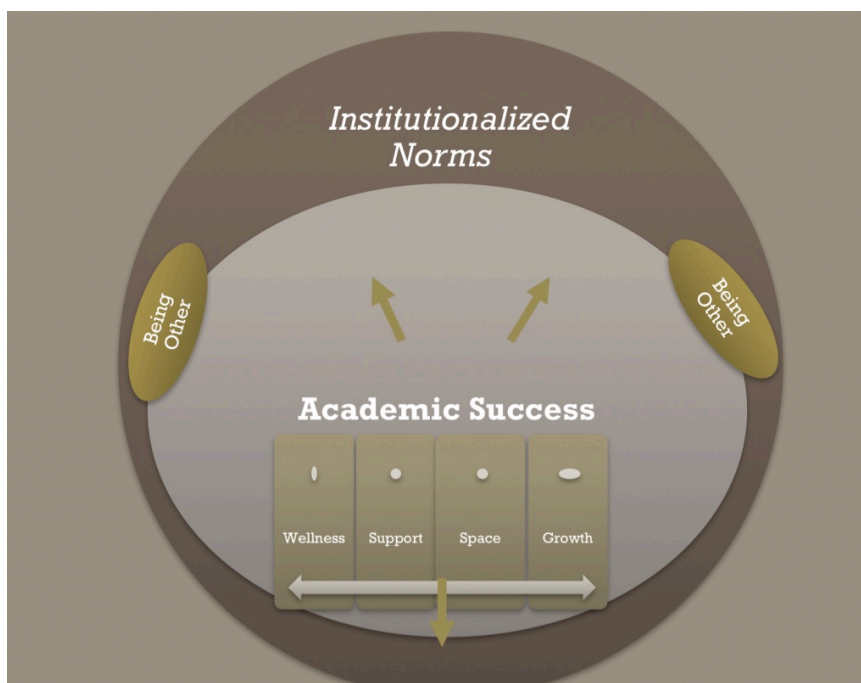 Institutionalized
Norms
Being
Other
Being
Other
Academic Success
Wellness
Support
Space
Growth